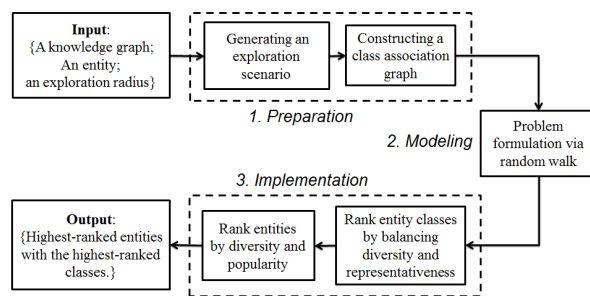 Input:
{A knowledge graph;
An entity;
an exploration radius}
Generating an
exploration
scenario
Constructing a
class association
graph
1. Preparation
2. Modeling
Problem
formulation via
random walk
3. Implementation
Rank entity classes
by balancing
diversity and
representativeness
Rank entities
by diversity and
popularity
Output:
{Highest-ranked entities
with the highest-ranked
classes.}